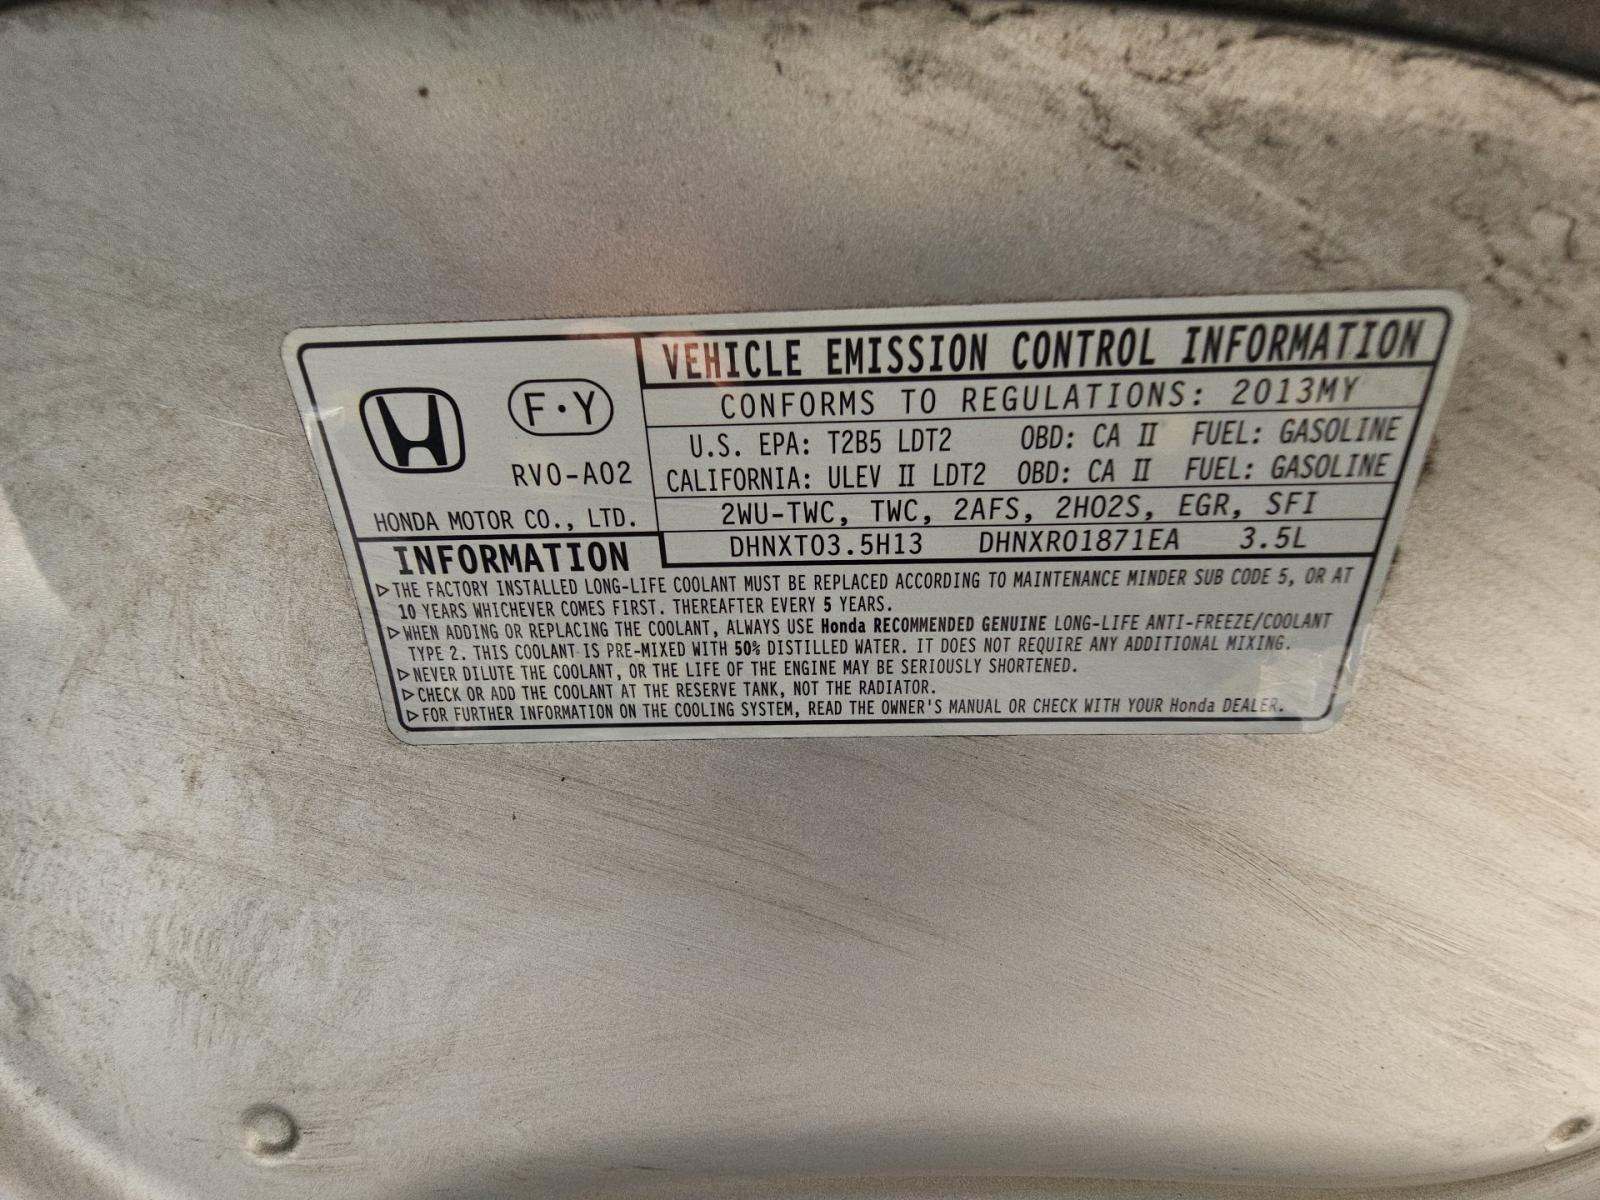 VEHICLE EMISSION CONTROL INFORMATION
F·Y
RV0-A02
HONDA MOTOR CO., LTD.
CONFORMS TO REGULATIONS: 2013MY
U.S. EPA: T2B5 LDT2 OBD: CA II FUEL: GASOLINE
CALIFORNIA: ULEV II LDT2 OBD: CA II FUEL: GASOLINE
2WU-TWC, TWC, 2AFS, 2HO2S, EGR, SFI
DHNXT03.5H13 DHNXR01871EA 3.5L
INFORMATION
▷THE FACTORY INSTALLED LONG-LIFE COOLANT MUST BE REPLACED ACCORDING TO MAINTENANCE MINDER SUB CODE 5, OR AT
10 YEARS WHICHEVER COMES FIRST. THEREAFTER EVERY 5 YEARS.
▷WHEN ADDING OR REPLACING THE COOLANT, ALWAYS USE Honda RECOMMENDED GENUINE LONG-LIFE ANTI-FREEZE/COOLANT
TYPE 2. THIS COOLANT IS PRE-MIXED WITH 50% DISTILLED WATER. IT DOES NOT REQUIRE ANY ADDITIONAL MIXING.
▷NEVER DILUTE THE COOLANT, OR THE LIFE OF THE ENGINE MAY BE SERIOUSLY SHORTENED.
▷CHECK OR ADD THE COOLANT AT THE RESERVE TANK, NOT THE RADIATOR.
▷FOR FURTHER INFORMATION ON THE COOLING SYSTEM, READ THE OWNER'S MANUAL OR CHECK WITH YOUR Honda DEALER.